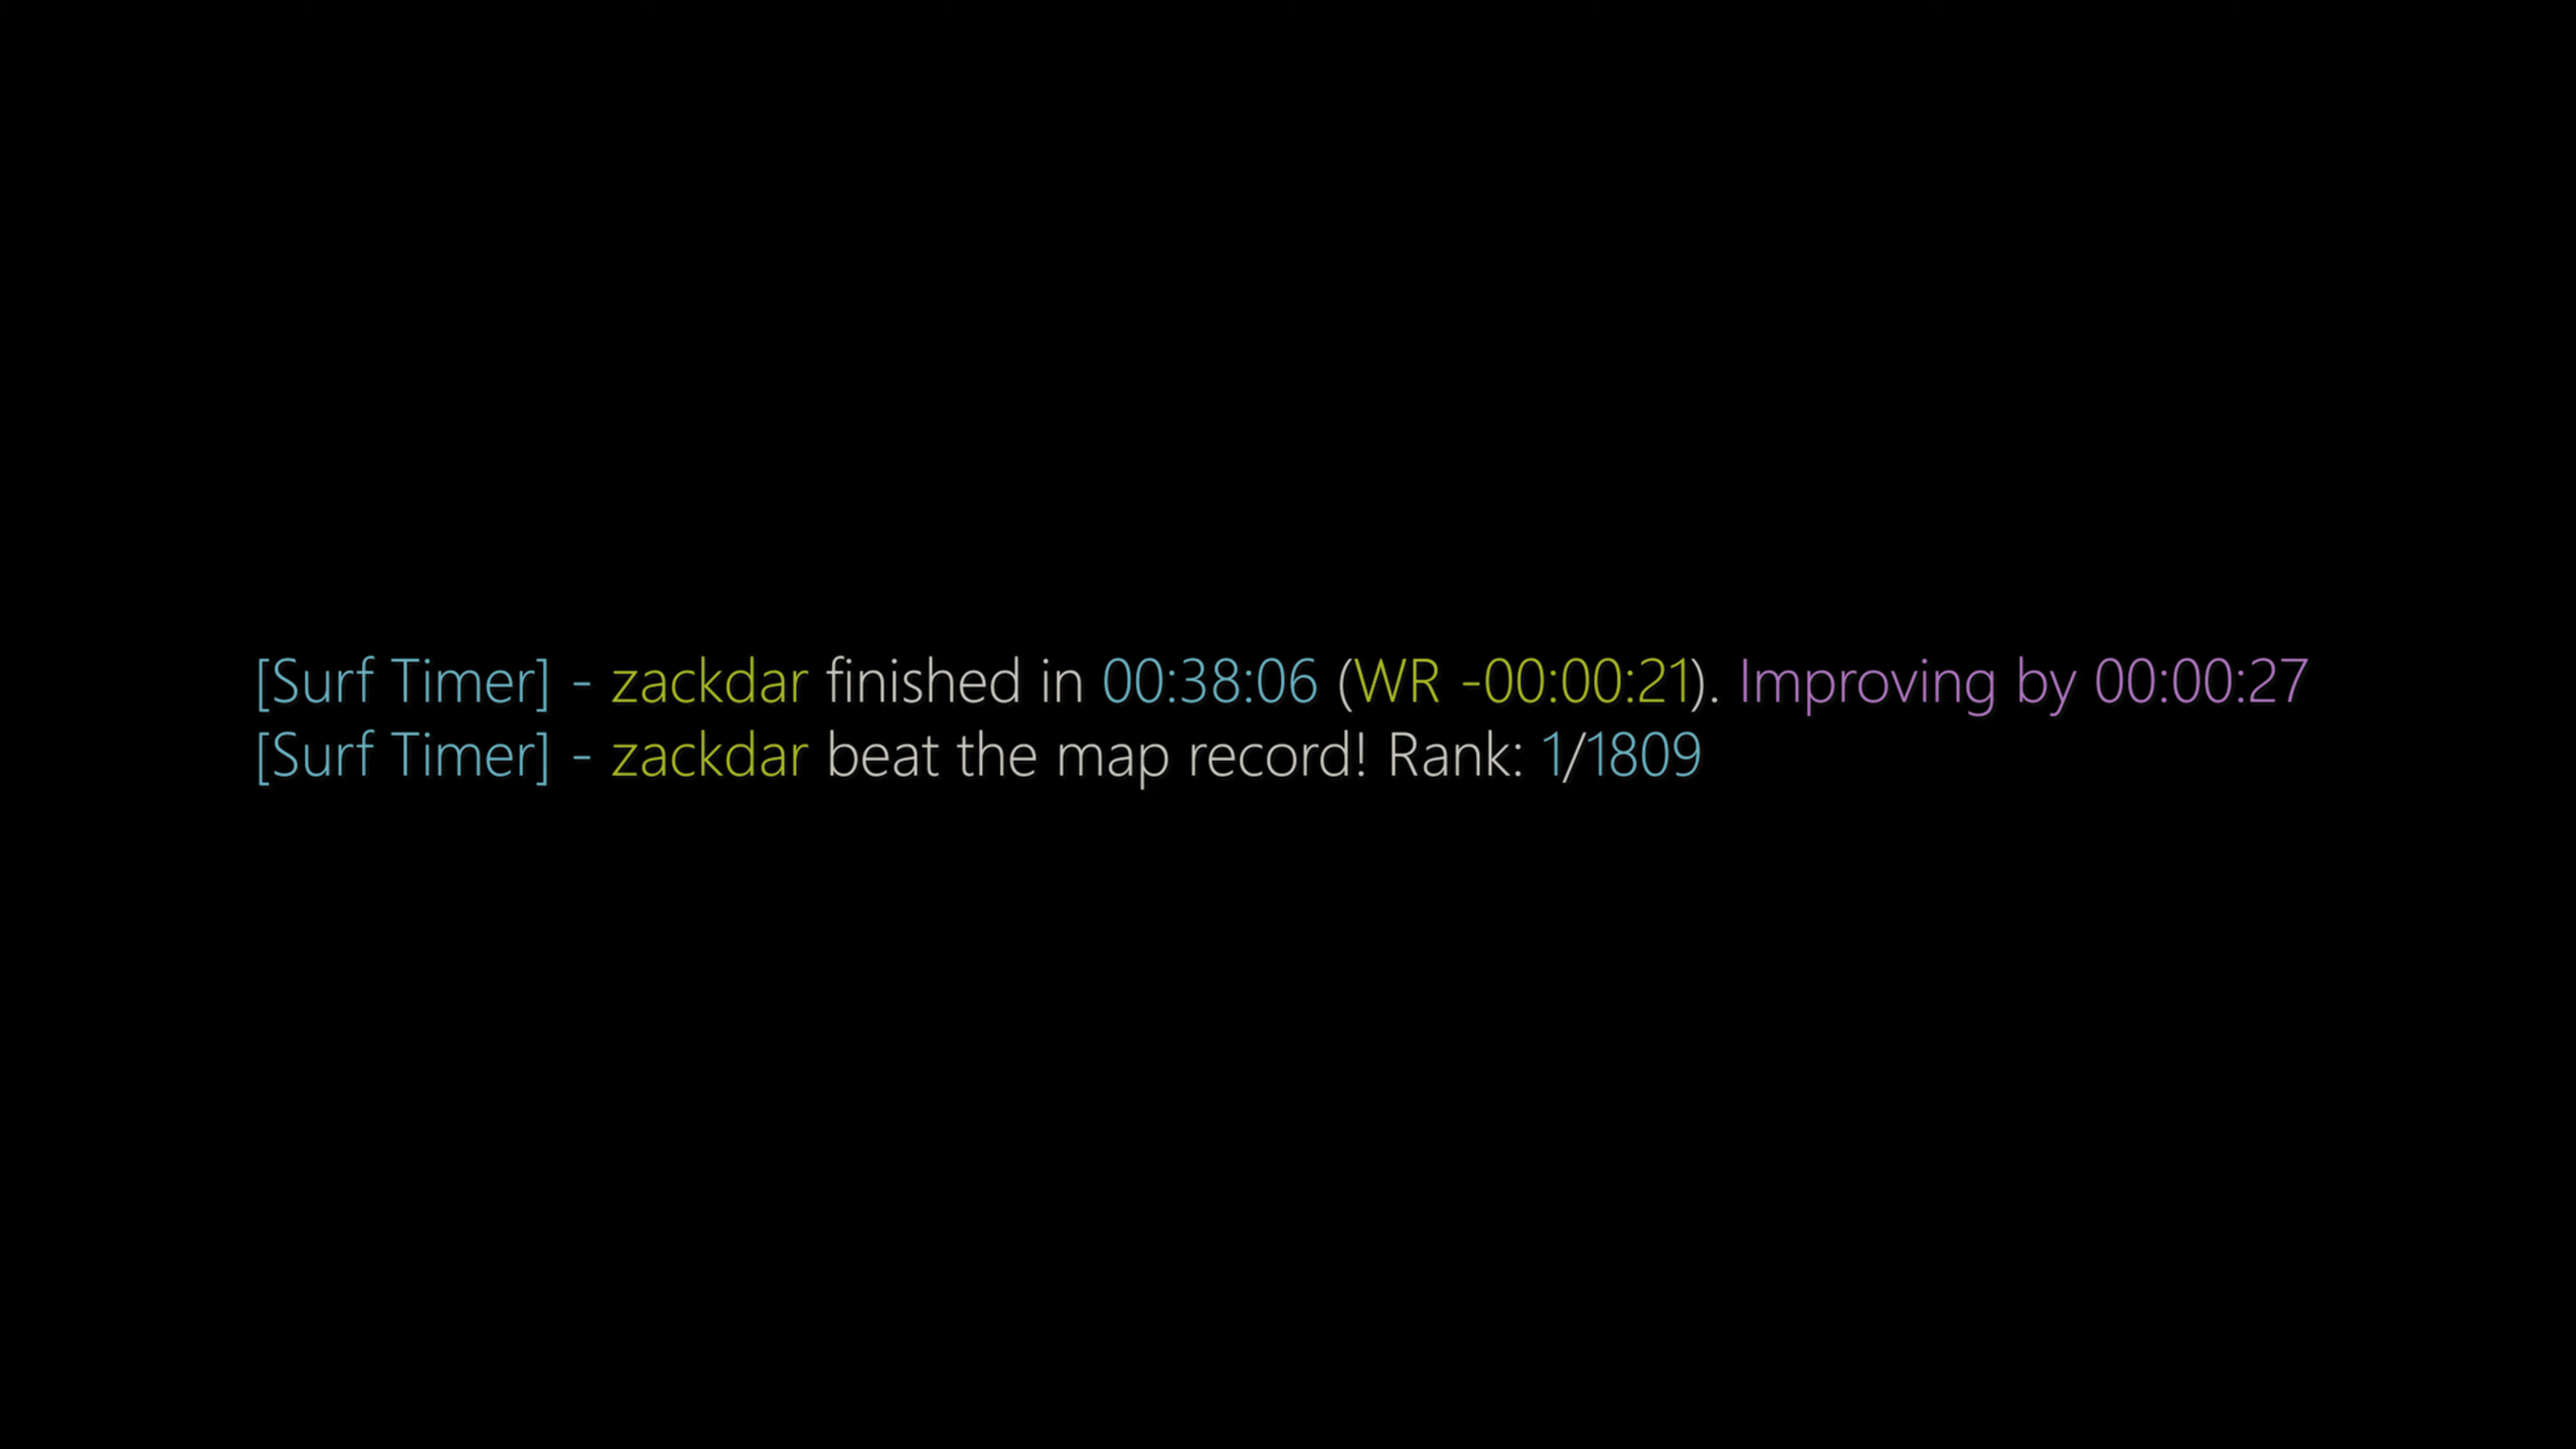 [Surf Timer] - zackdar finished in 00:38:06 (WR -00:00:21). Improving by 00:00:27
[Surf Timer] - zackdar beat the map record! Rank: 1/1809